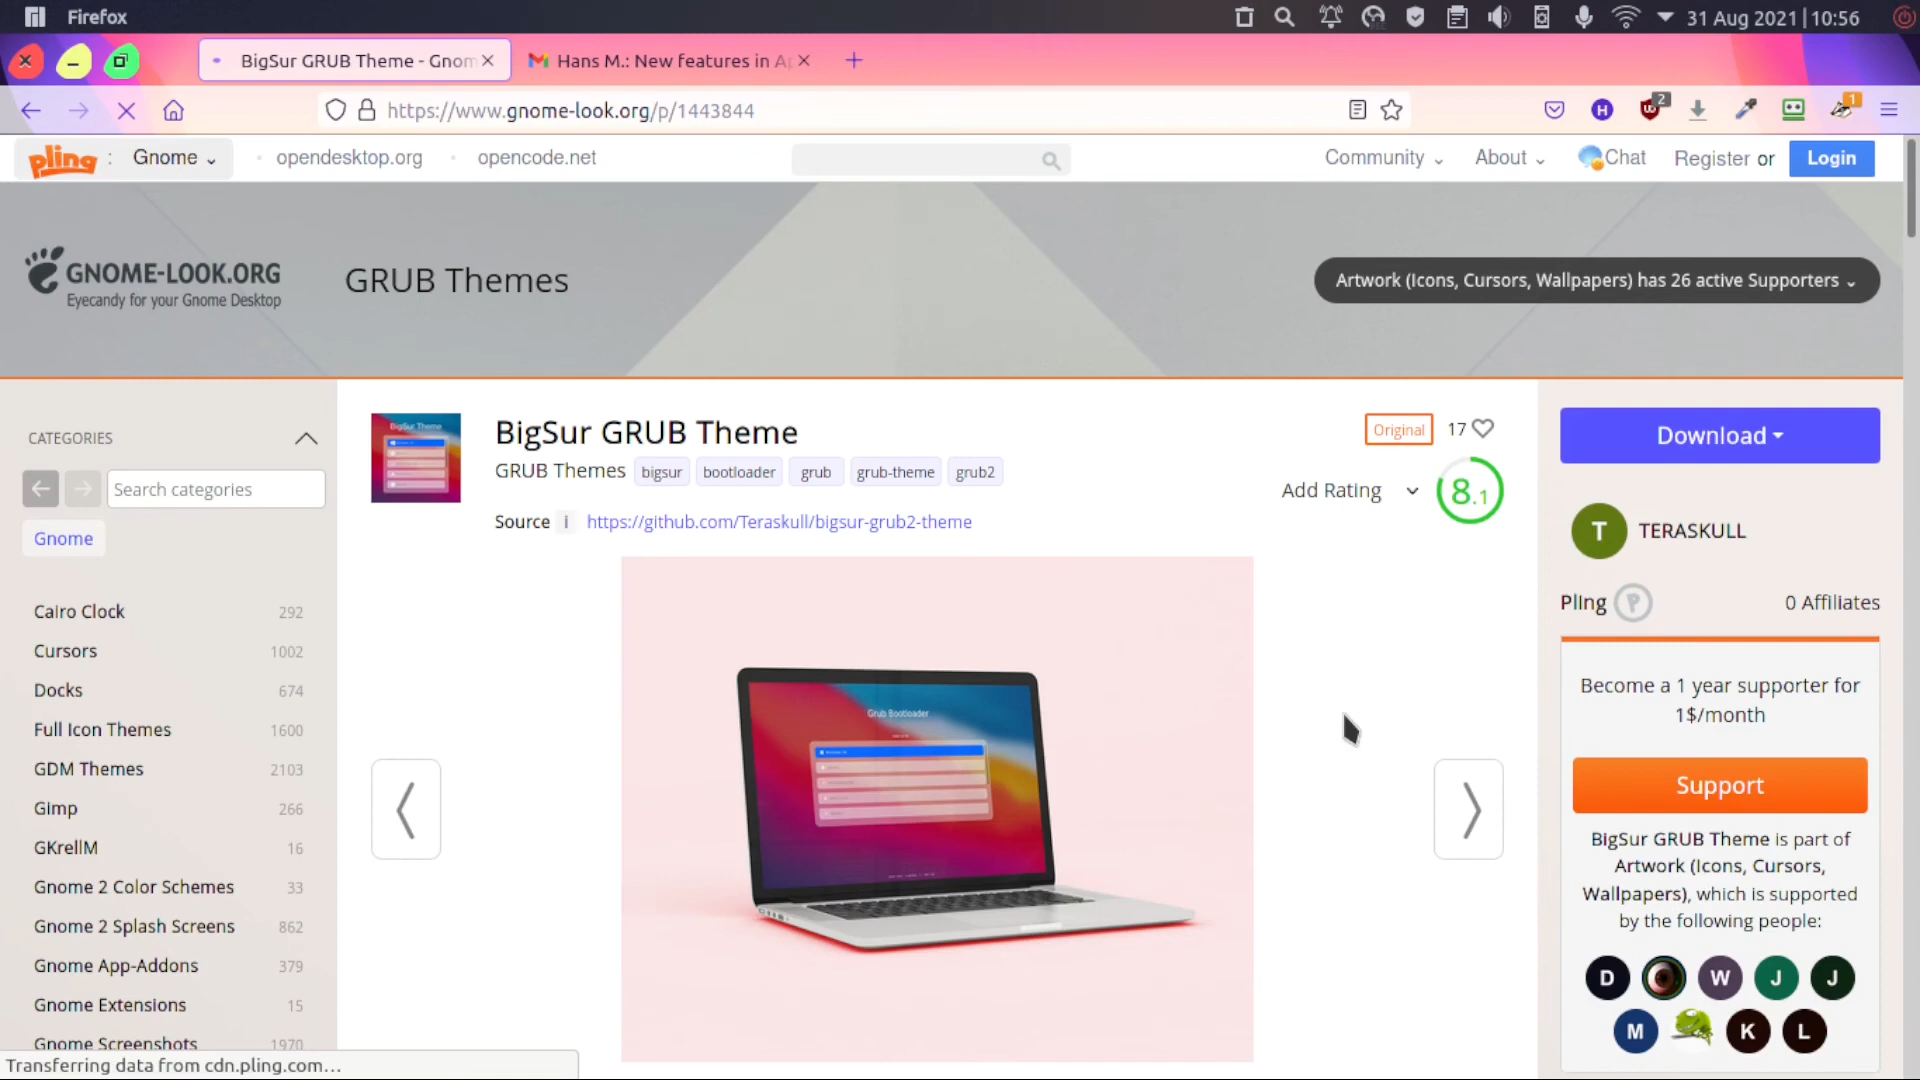 Firefox
31 Aug 2021|10:56
BigSur GRUB Theme - Gnom
Hans M.: New features in Ap
https://www.gnome-look.org/p/1443844
2
1
pling : Gnome
opendesktop.org
opencode.net
Community
About
Chat
Register or
Login
GNOME-LOOK.ORG
Eyecandy for your Gnome Desktop
GRUB Themes
Artwork (Icons, Cursors, Wallpapers) has 26 active Supporters
CATEGORIES
Search categories
Gnome
Cairo Clock 292
Cursors 1002
Docks 674
Full Icon Themes 1600
GDM Themes 2103
Gimp 266
GKrellM 16
Gnome 2 Color Schemes 33
Gnome 2 Splash Screens 862
Gnome App-Addons 379
Gnome Extensions 15
Gnome Screenshots 1970
Transferring data from cdn.pling.com...
BigSur Theme
BigSur GRUB Theme
GRUB Themes bigsur bootloader grub grub-theme grub2
Source i https://github.com/Teraskull/bigsur-grub2-theme
Original 17
Add Rating 8.1
Grub Bootloader
Download
T TERASKULL
Pling P 0 Affiliates
Become a 1 year supporter for
1$/month
Support
BigSur GRUB Theme is part of
Artwork (Icons, Cursors,
Wallpapers), which is supported
by the following people:
D W J J
M K L